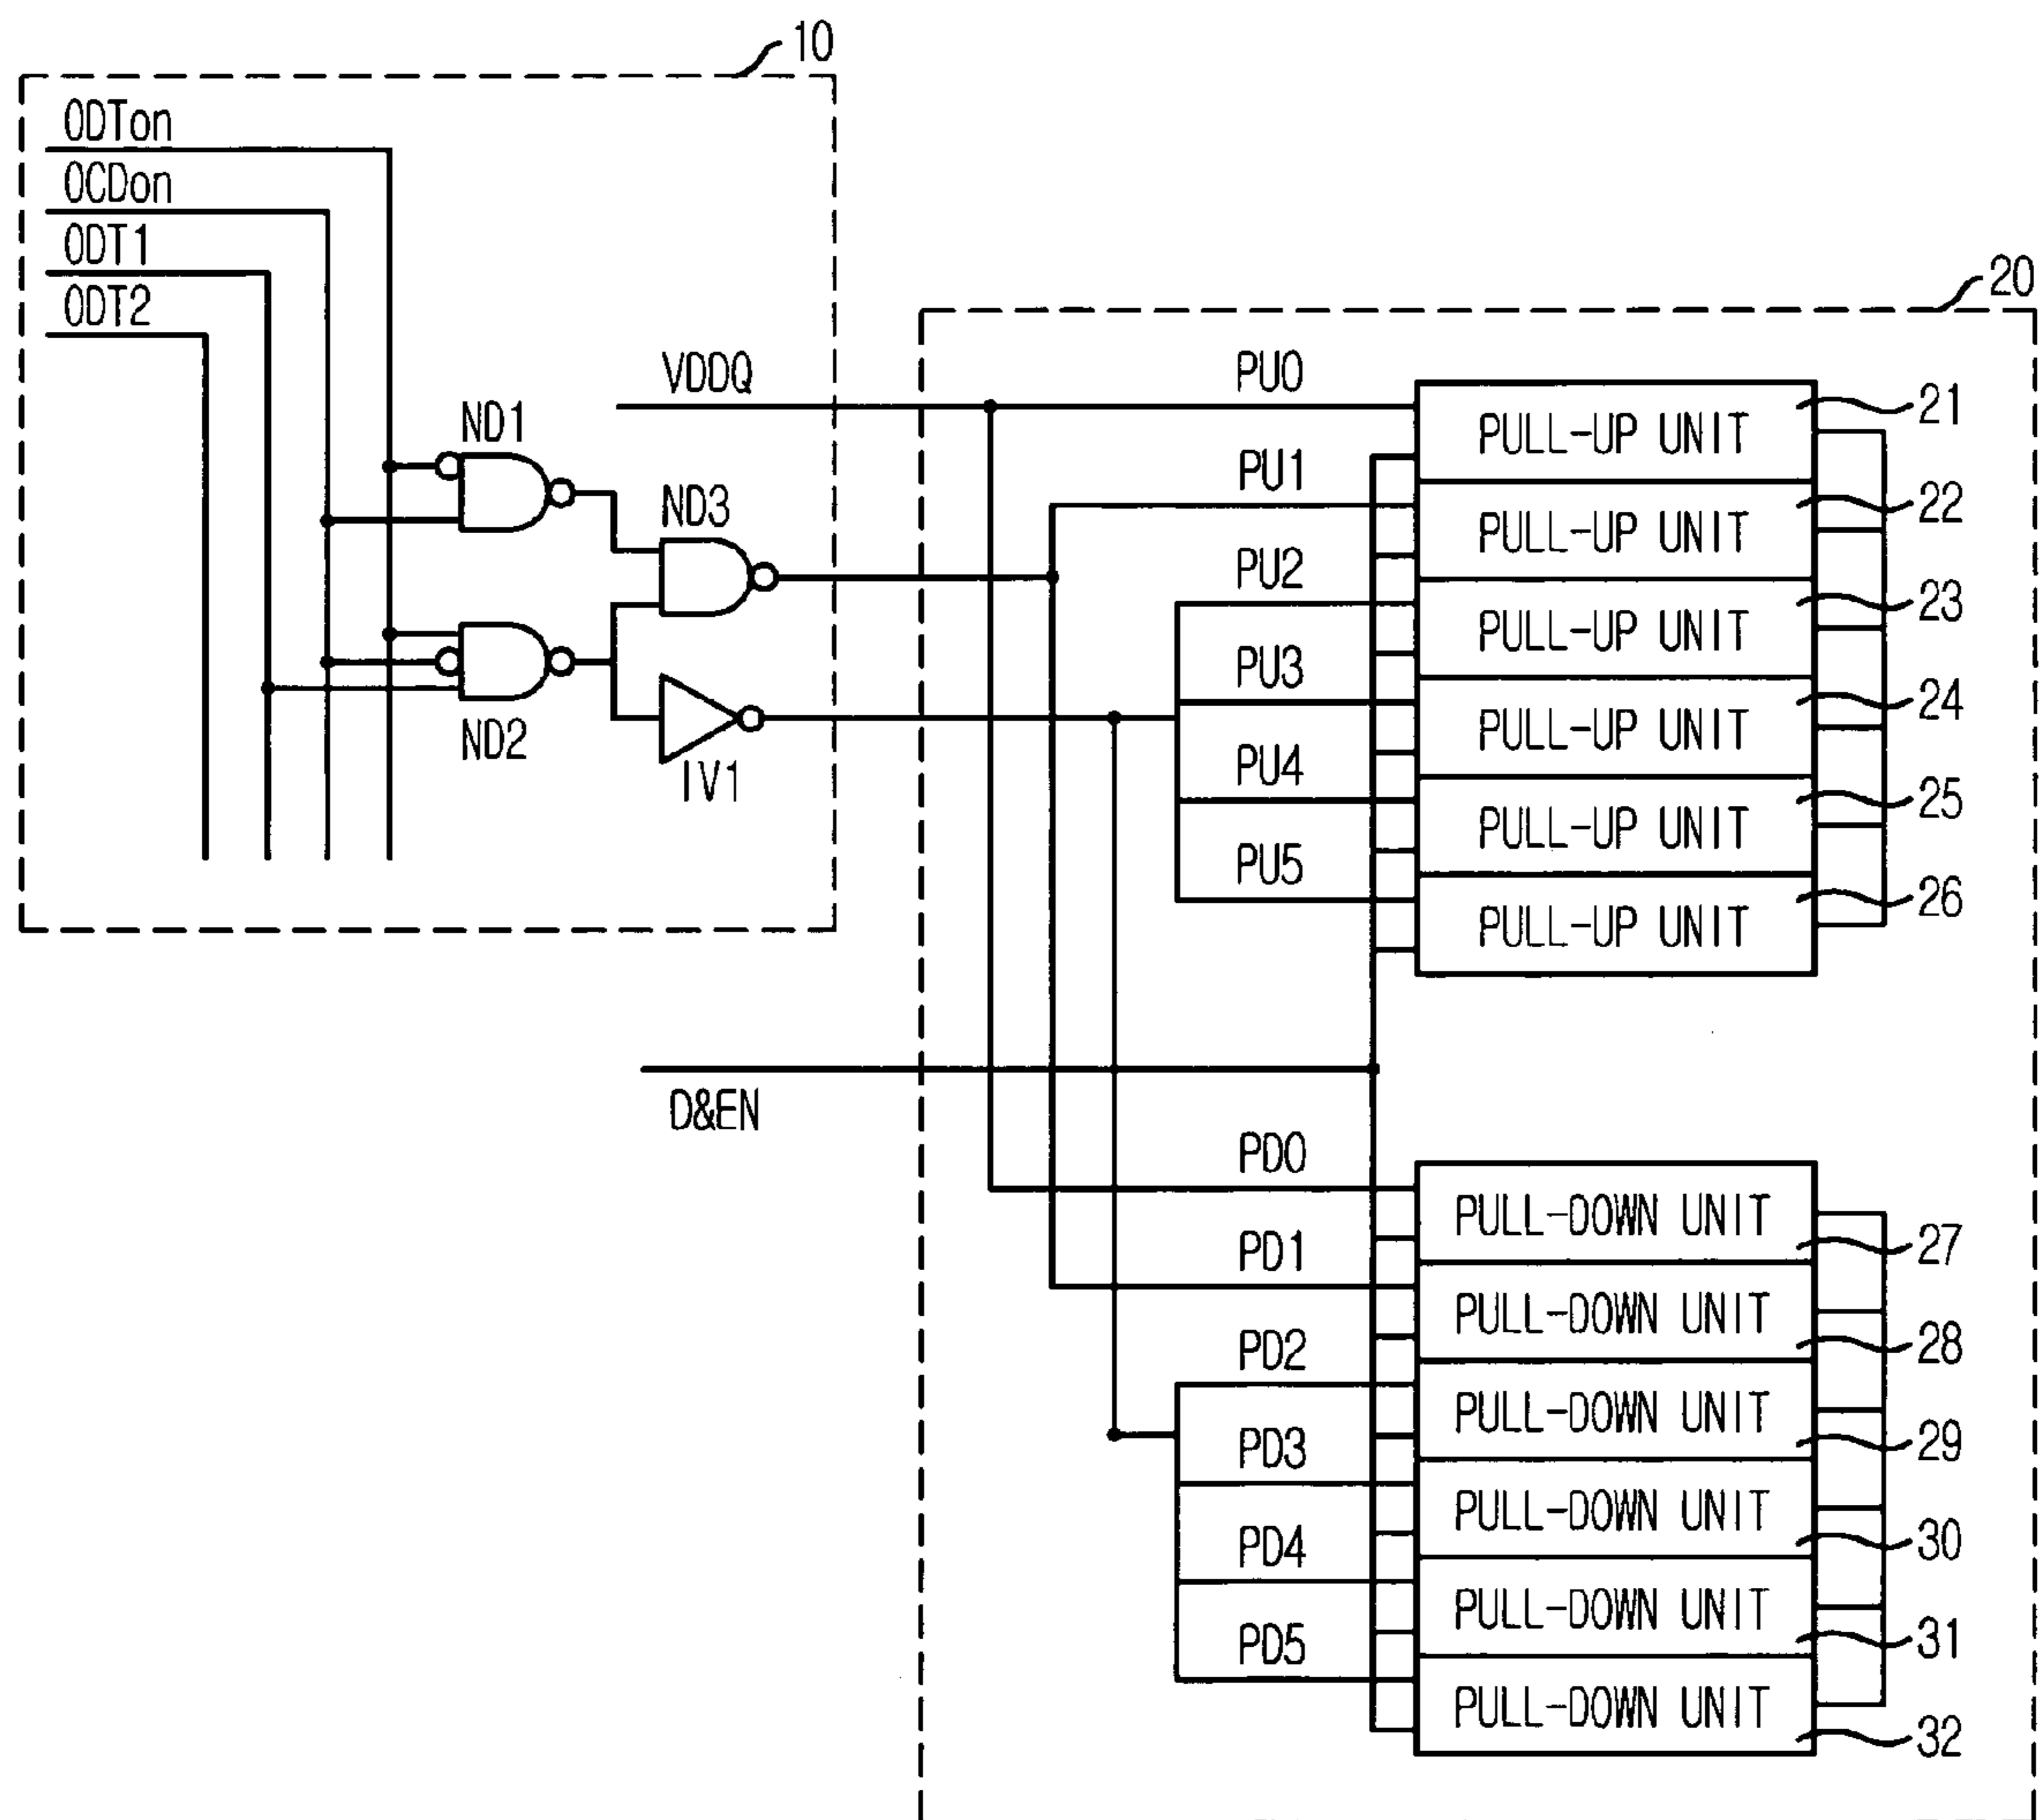 10
ODTon
OCDon
ODT1
ODT2
20
VDDQ
PU0
PULL-UP UNIT
21
ND1
PU1
ND3
PULL-UP UNIT
22
PU2
PULL-UP UNIT
23
PU3
PULL-UP UNIT
24
ND2
IV1
PU4
PULL-UP UNIT
25
PU5
PULL-UP UNIT
26
D&EN
PD0
PULL-DOWN UNIT
27
PD1
PULL-DOWN UNIT
28
PD2
PULL-DOWN UNIT
29
PD3
PULL-DOWN UNIT
30
PD4
PULL-DOWN UNIT
31
PD5
PULL-DOWN UNIT
32